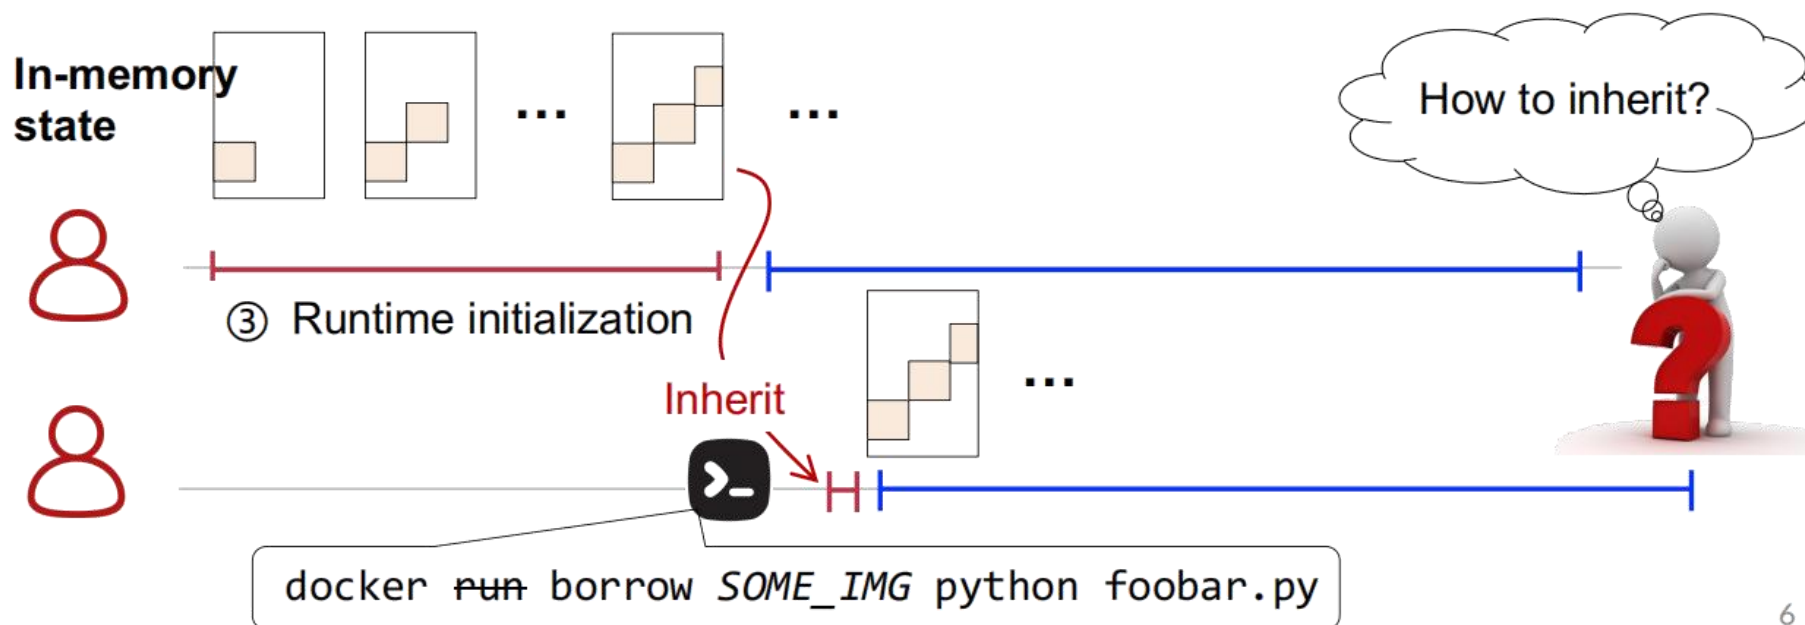 In-memory
state
...
...
How to inherit?
③ Runtime initialization
Inherit
...
docker run borrow SOME_IMG python foobar.py
6